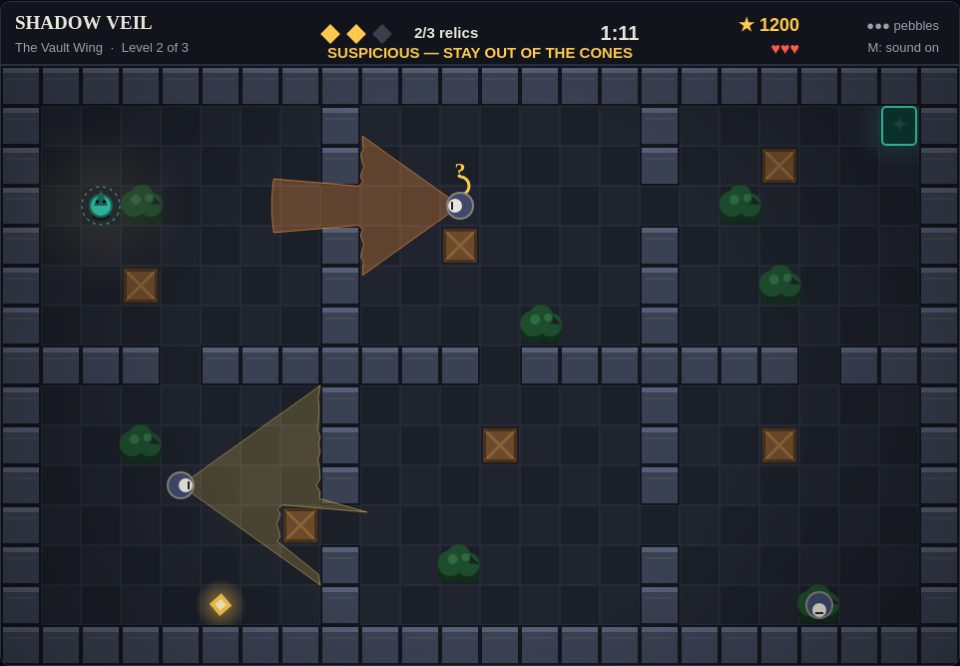 SHADOW VEIL
The Vault Wing · Level 2 of 3
2/3 relics
1:11
SUSPICIOUS — STAY OUT OF THE CONES
★ 1200
♥♥♥
●●● pebbles
M: sound on
?